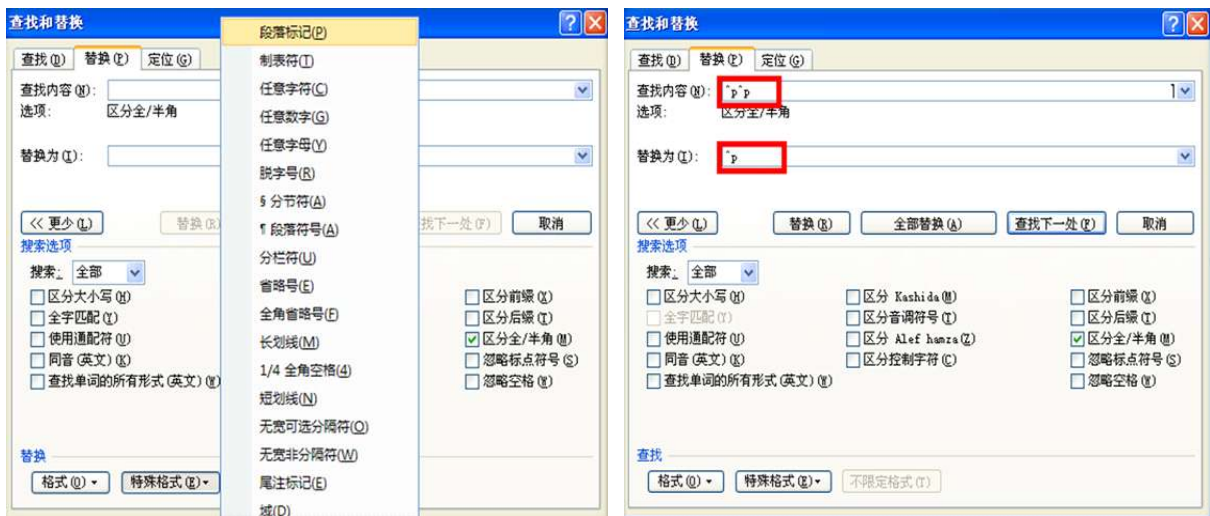 查找和替换
查找(D) 替换(P) 定位(G)
查找内容(N):
选项: 区分全/半角
替换为(I):
<< 更少(L) 替换(R) 找下一处(F) 取消
搜索选项
搜索: 全部
区分大小写(H)
全字匹配(Y)
使用通配符(U)
同音(英文)(K)
查找单词的所有形式(英文)(W)
区分前缀(X)
区分后缀(T)
区分全/半角(M)
忽略标点符号(S)
忽略空格(W)
替换
格式(O) 特殊格式(E)
段落标记(P)
制表符(T)
任意字符(C)
任意数字(G)
任意字母(Y)
脱字号(R)
§ 分节符(A)
¶ 段落符号(A)
分栏符(U)
省略号(E)
全角省略号(F)
长划线(M)
1/4 全角空格(4)
短划线(N)
无宽可选分隔符(O)
无宽非分隔符(W)
尾注标记(E)
域(D)
查找和替换
查找(D) 替换(P) 定位(G)
查找内容(N): ^p^p
选项: 区分全/半角
替换为(I): ^p
<< 更少(L) 替换(R) 全部替换(A) 查找下一处(F) 取消
搜索选项
搜索: 全部
区分大小写(H) 区分 Kashida(M) 区分前缀(X)
全字匹配(Y) 区分音调符号(T) 区分后缀(T)
使用通配符(U) 区分 Alef hamza(Z) 区分全/半角(M)
同音(英文)(K) 区分控制字符(C) 忽略标点符号(S)
查找单词的所有形式(英文)(W) 忽略空格(W)
查找
格式(O) 特殊格式(E) 不限定格式(T)